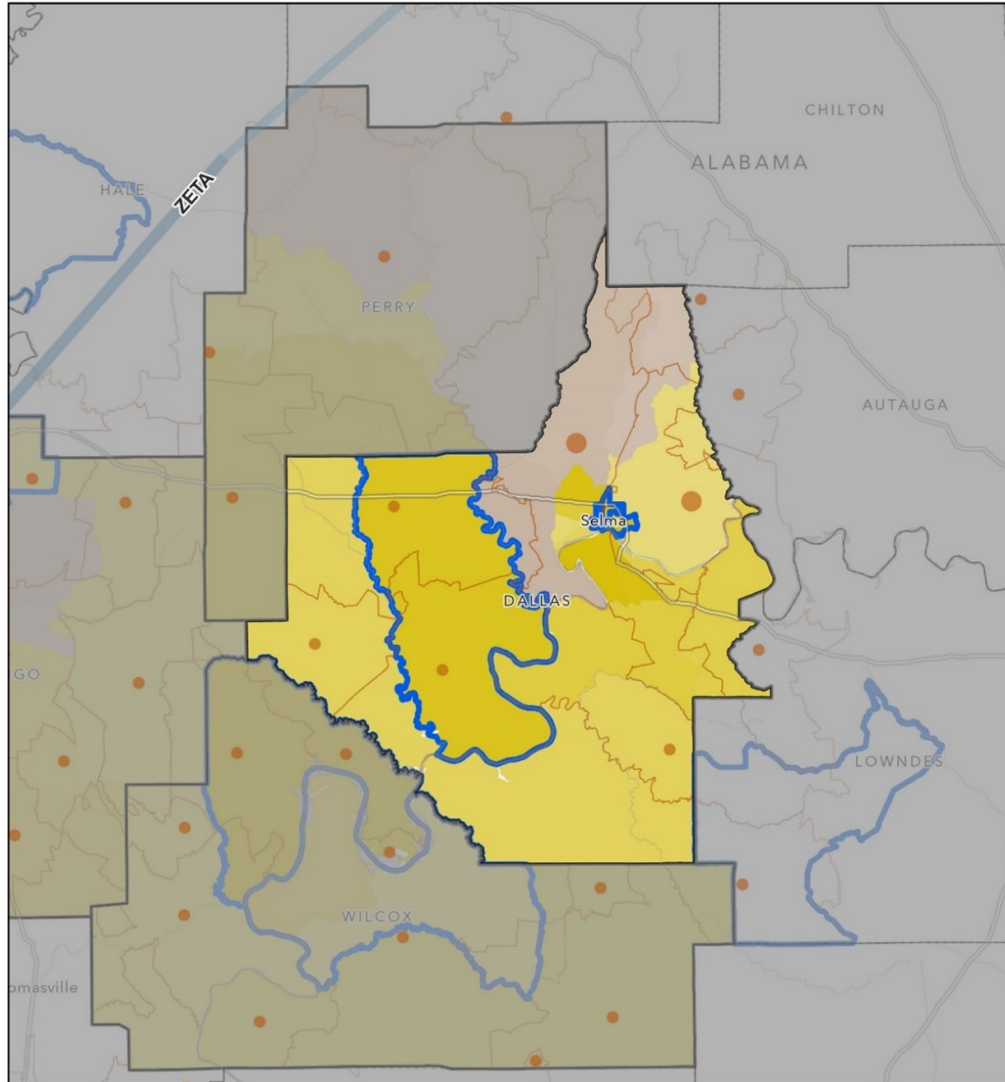 CHILTON
ALABAMA
HALE
ZETA
PERRY
AUTAUGA
Selma
DALLAS
GO
LOWNDES
WILCOX
omasville